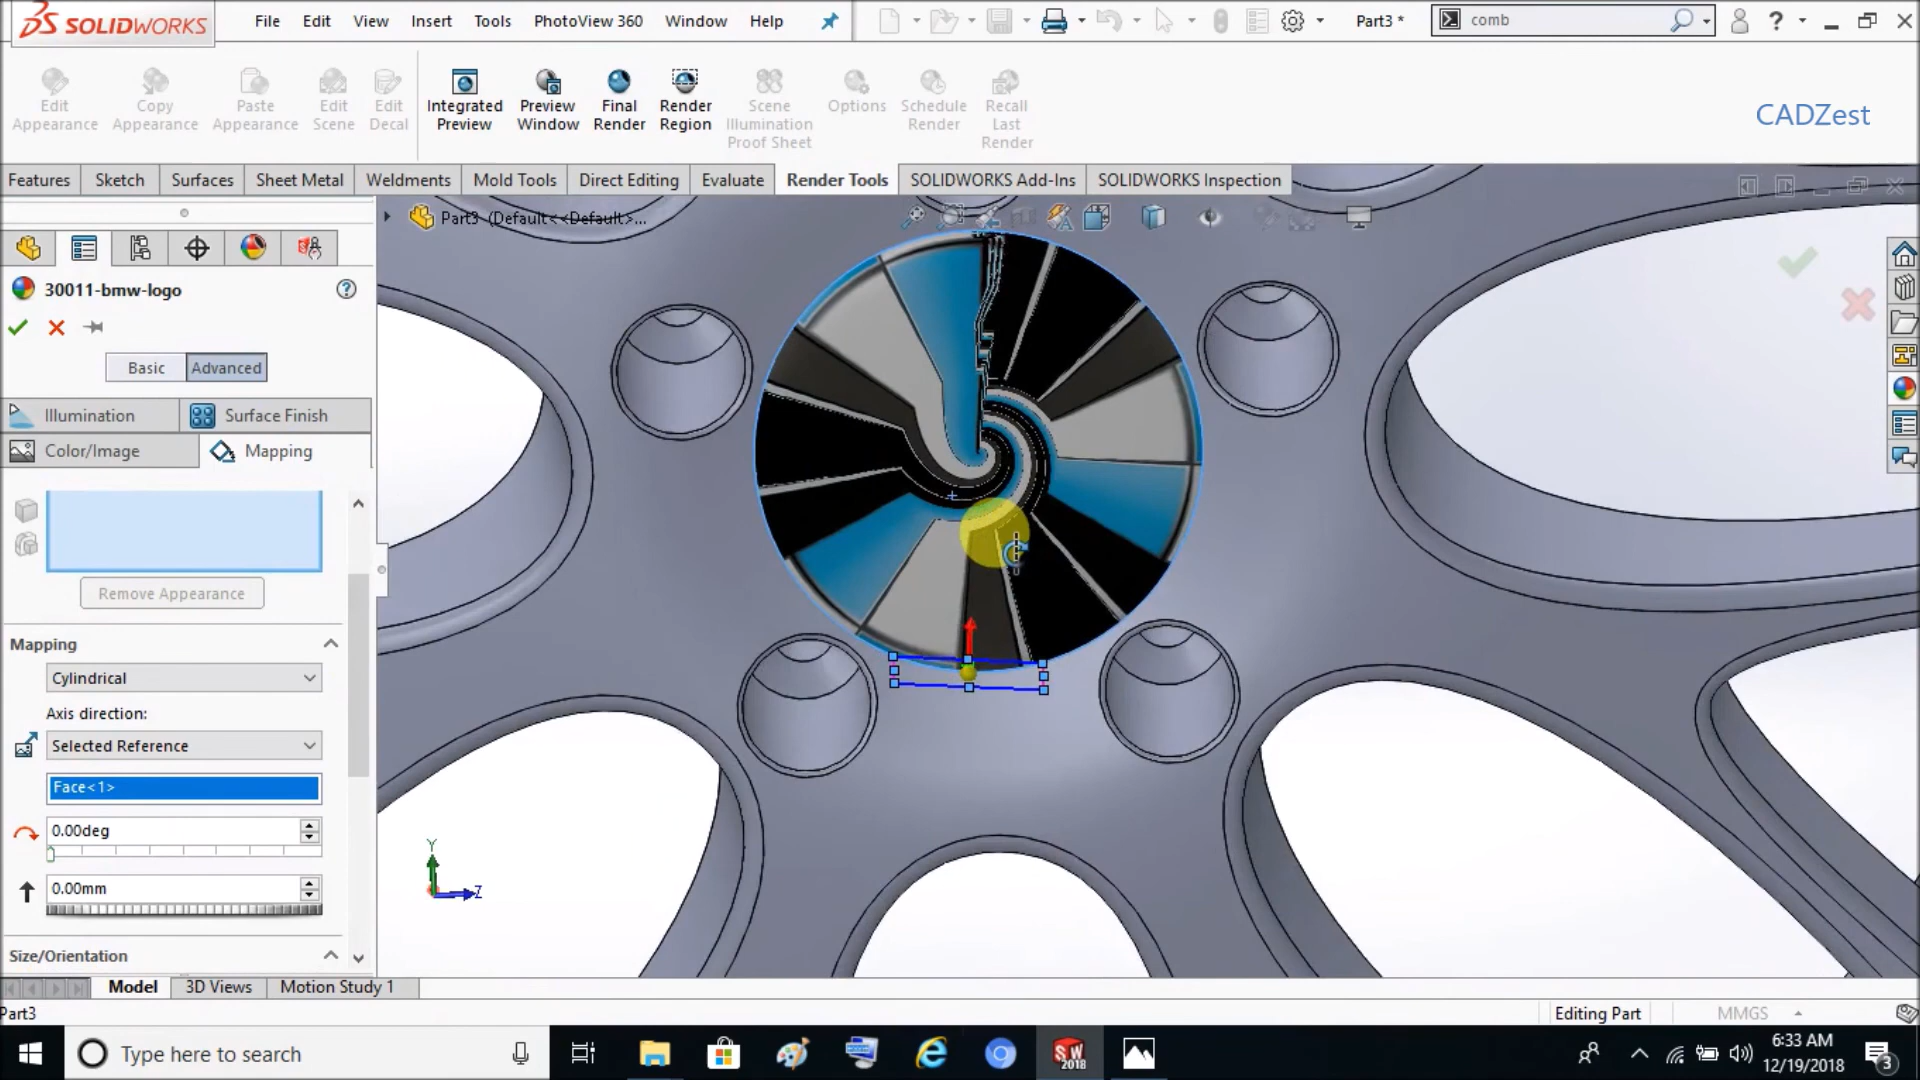 SOLIDWORKS File Edit View Insert Tools PhotoView 360 Window Help Part3 * comb ?
Edit Appearance
Copy Appearance
Paste Appearance
Edit Scene
Edit Decal
Integrated Preview
Preview Window
Final Render
Render Region
Scene Illumination Proof Sheet
Options
Schedule Render
Recall Last Render
CADZest
Features Sketch Surfaces Sheet Metal Weldments Mold Tools Direct Editing Evaluate Render Tools SOLIDWORKS Add-Ins SOLIDWORKS Inspection
Part3 (Default<<Default>...
30011-bmw-logo
Basic Advanced
Illumination Surface Finish
Color/Image Mapping
Remove Appearance
Mapping
Cylindrical
Axis direction:
Selected Reference
Face<1>
0.00deg
0.00mm
Size/Orientation
Y
Z
Model 3D Views Motion Study 1
Part3 Editing Part MMGS
Type here to search
SW 2018
6:33 AM
12/19/2018
3